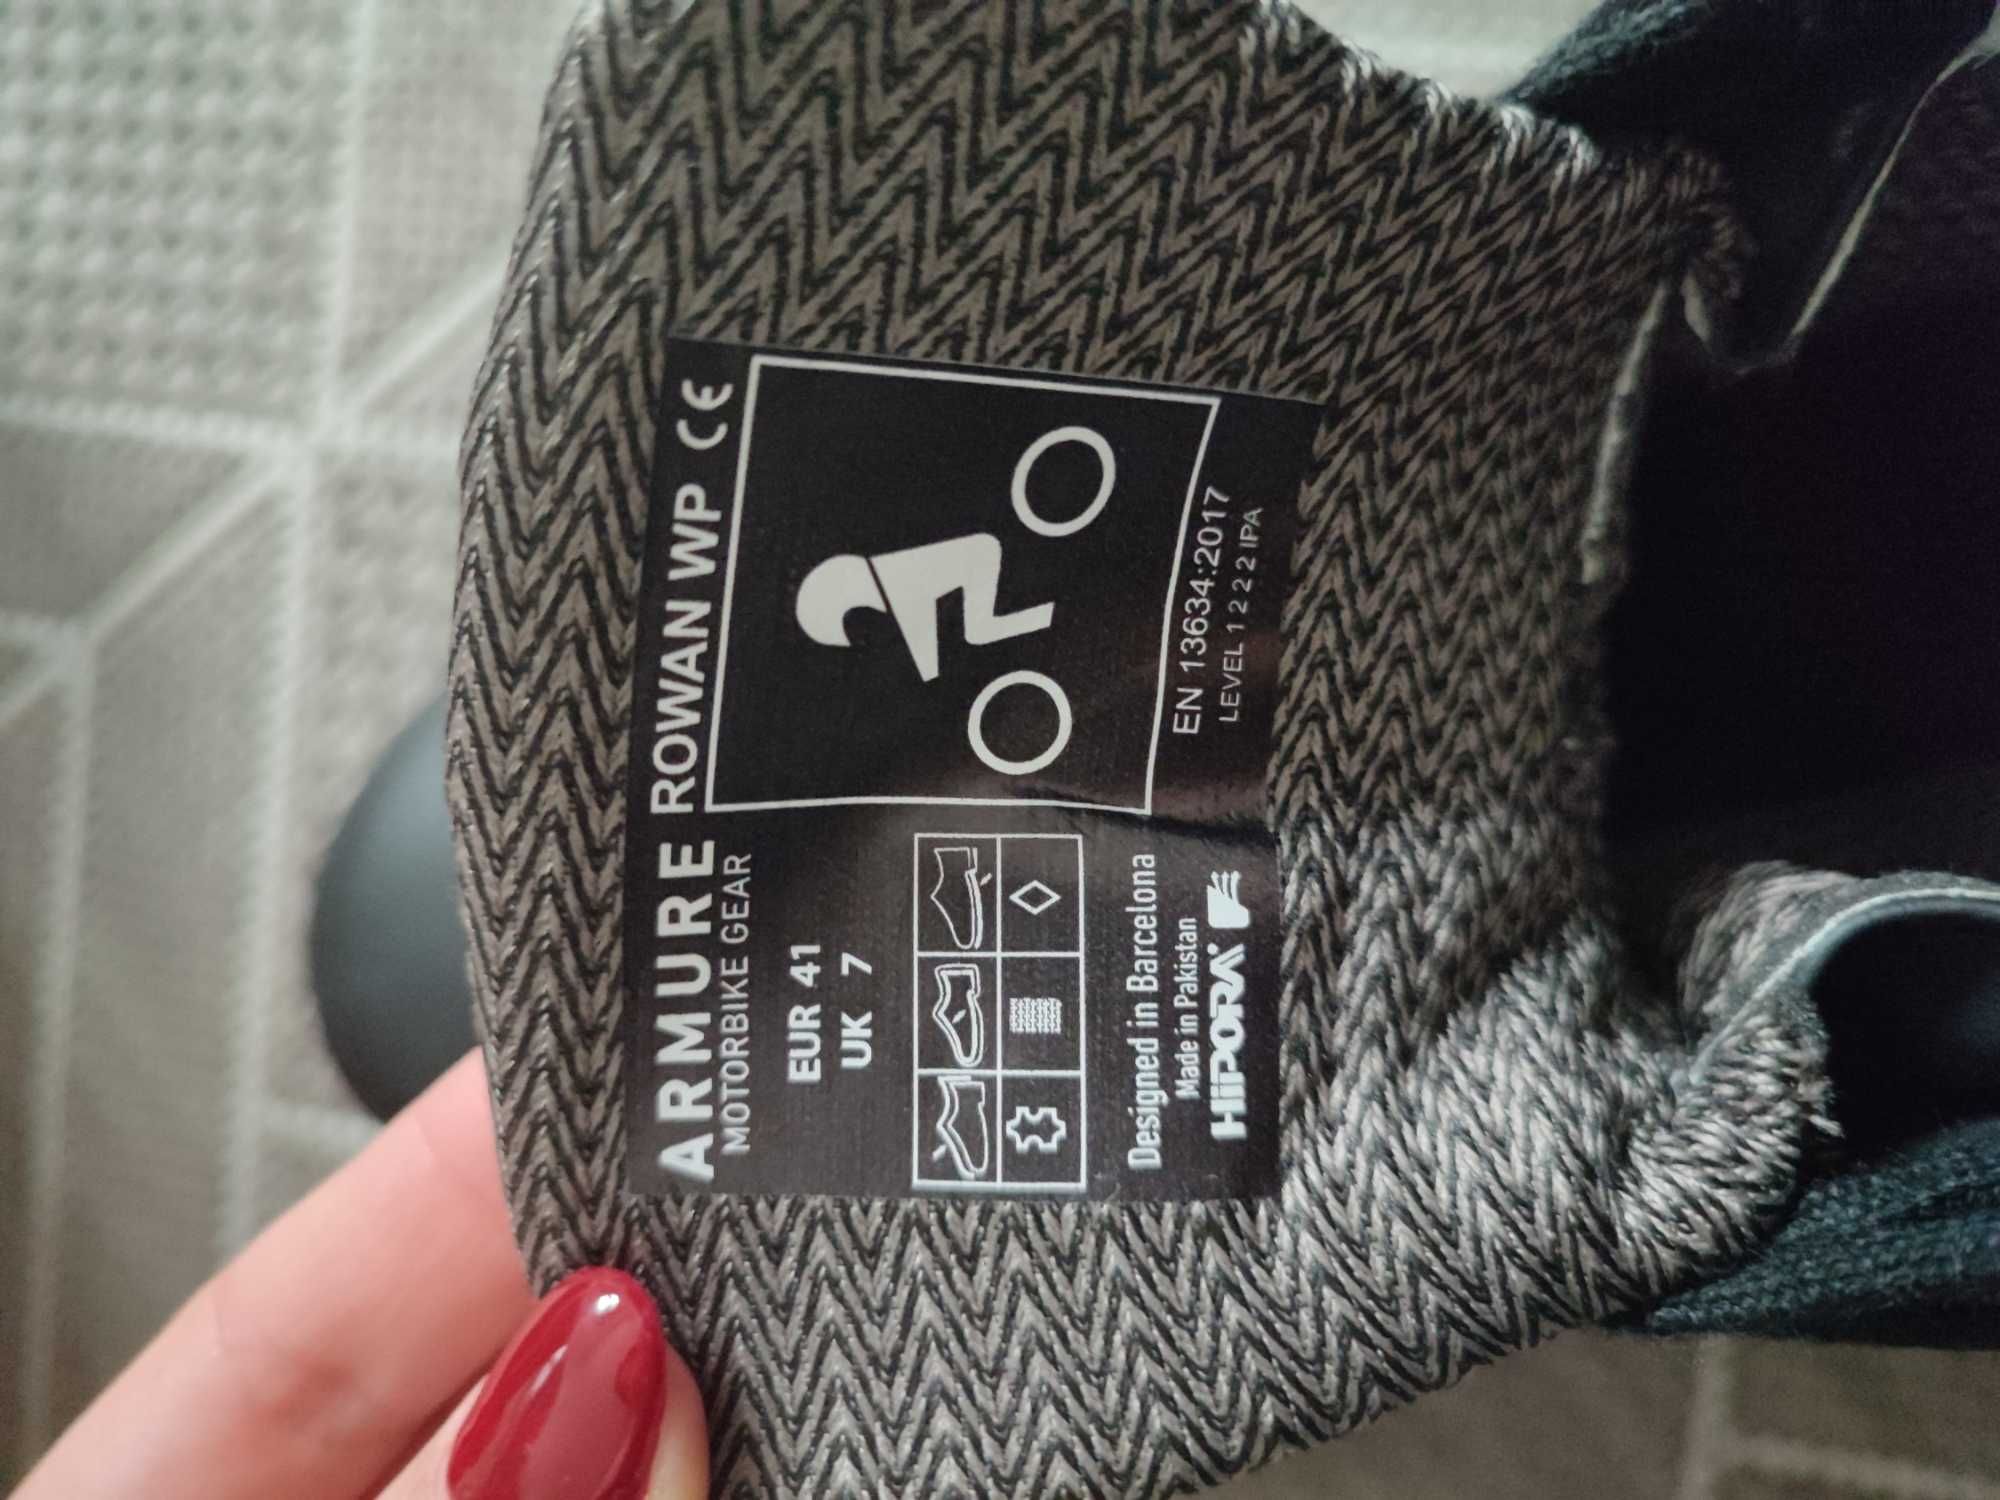 ARMURE ROWAN WP CE
MOTORBIKE GEAR
EUR 41
UK 7
EN 13634:2017
LEVEL 1 2 2 2 IPA
Designed in Barcelona
Made in Pakistan
HiPORA